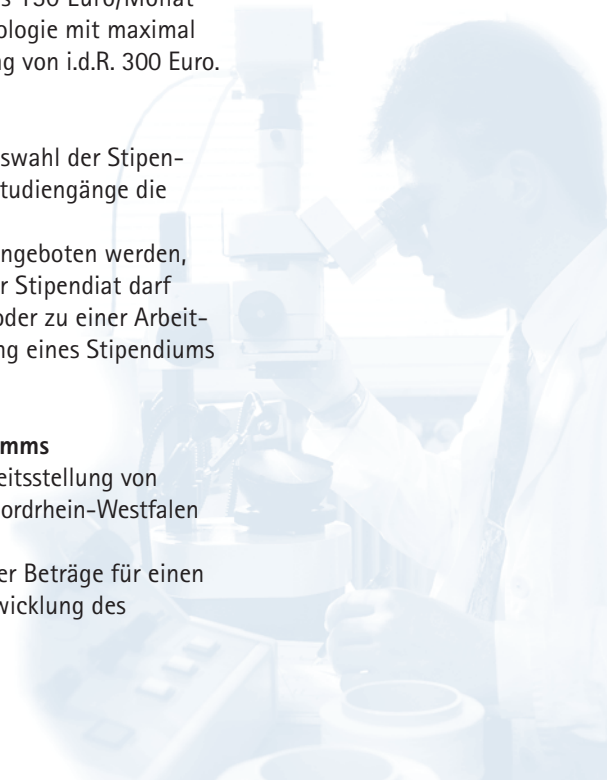 150 Euro/Monat
ologie mit maximal
ng von i.d.R. 300 Euro.
swahl der Stipen-
tudiengänge die
ngeboten werden,
r Stipendiat darf
oder zu einer Arbeit-
ng eines Stipendiums
mms
eitsstellung von
ordrhein-Westfalen
er Beträge für einen
wicklung des